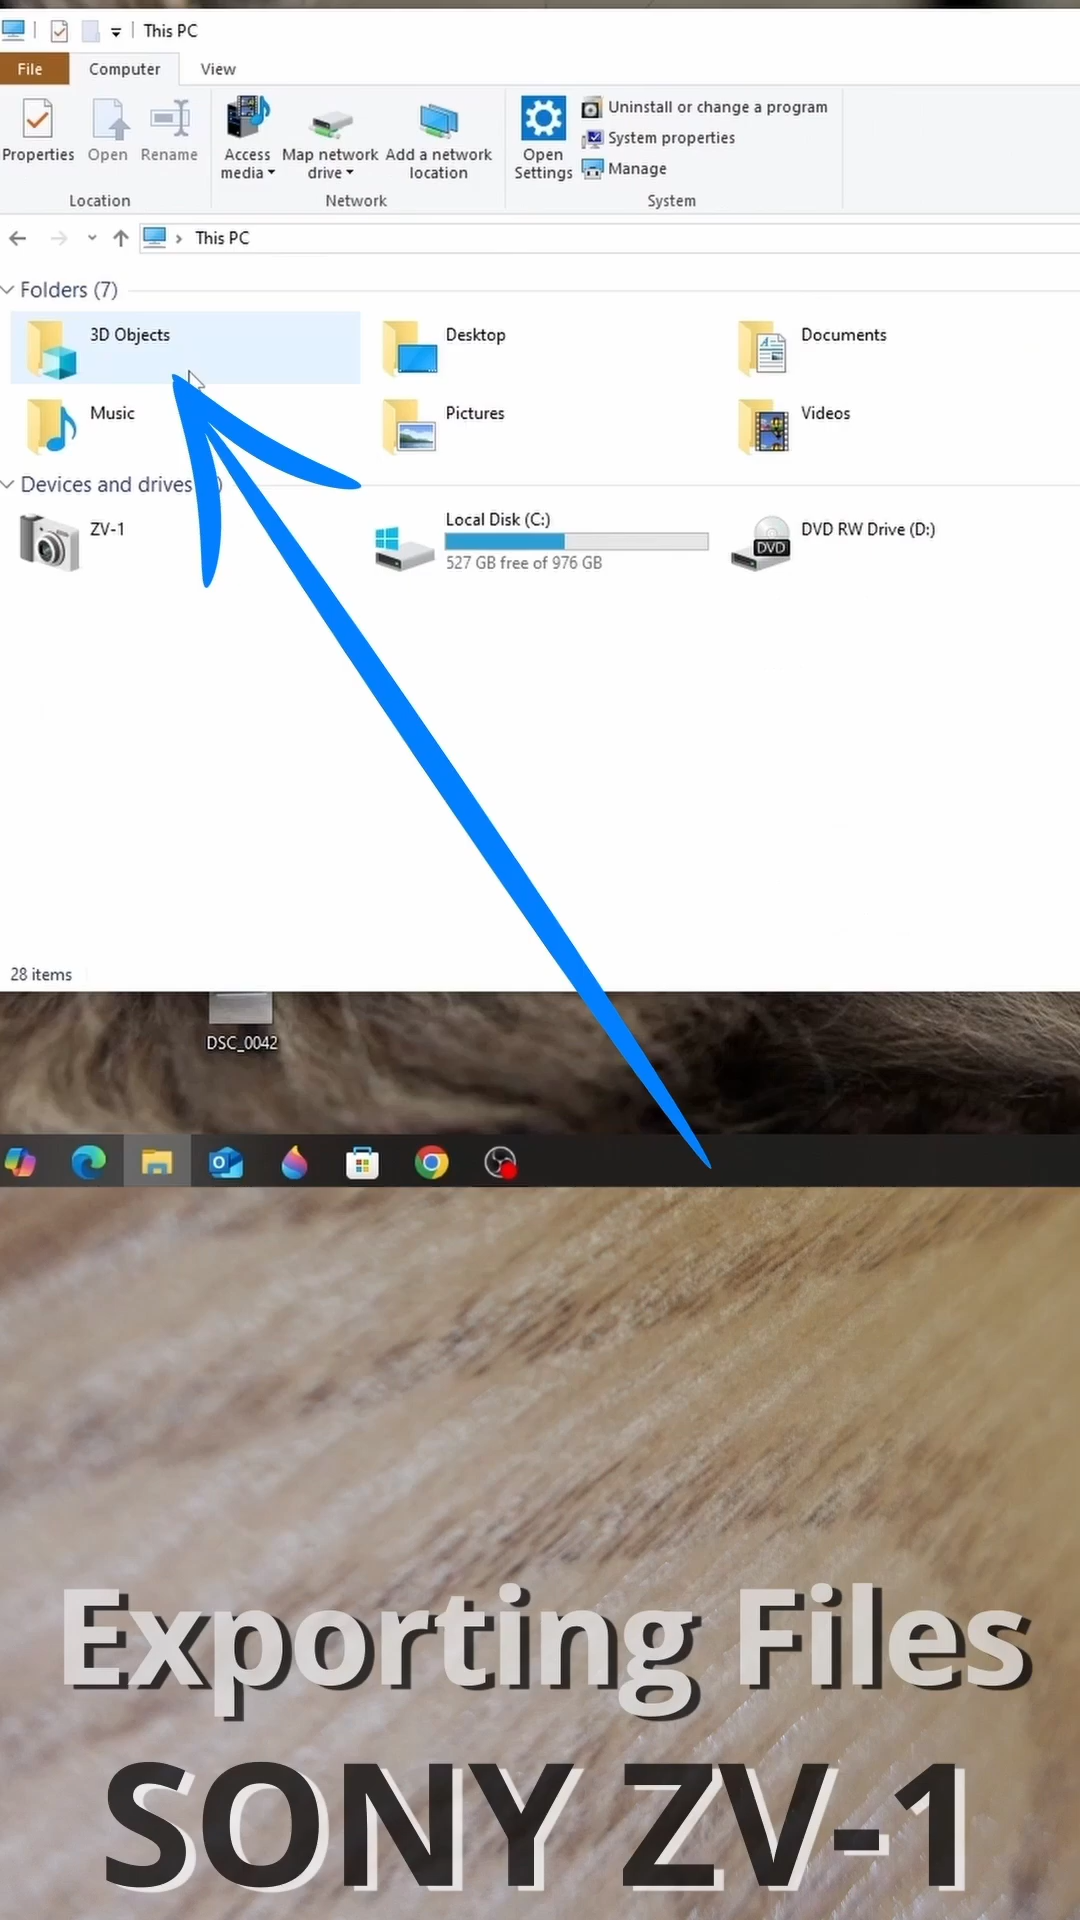 This PC
File Computer View
Properties Open Rename Access media Map network drive Add a network location Open Settings
Uninstall or change a program
System properties
Manage
Location Network System
This PC
Folders (7)
3D Objects Desktop Documents
Music Pictures Videos
Devices and drives
ZV-1 Local Disk (C:) DVD RW Drive (D:)
DVD
527 GB free of 976 GB
28 items
DSC_0042
Exporting Files
SONY ZV-1